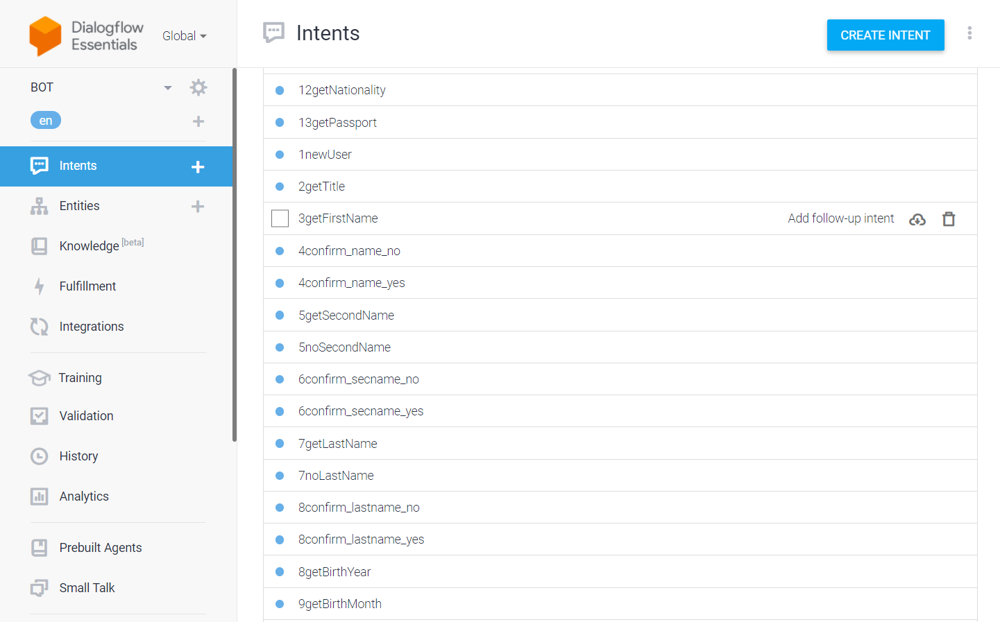 Dialogflow
Essentials
Global
Intents
CREATE INTENT
BOT
en
Intents
Entities
Knowledge [beta]
Fulfillment
Integrations
Training
Validation
History
Analytics
Prebuilt Agents
Small Talk
12getNationality
13getPassport
1newUser
2getTitle
3getFirstName Add follow-up intent
4confirm_name_no
4confirm_name_yes
5getSecondName
5noSecondName
6confirm_secname_no
6confirm_secname_yes
7getLastName
7noLastName
8confirm_lastname_no
8confirm_lastname_yes
8getBirthYear
9getBirthMonth